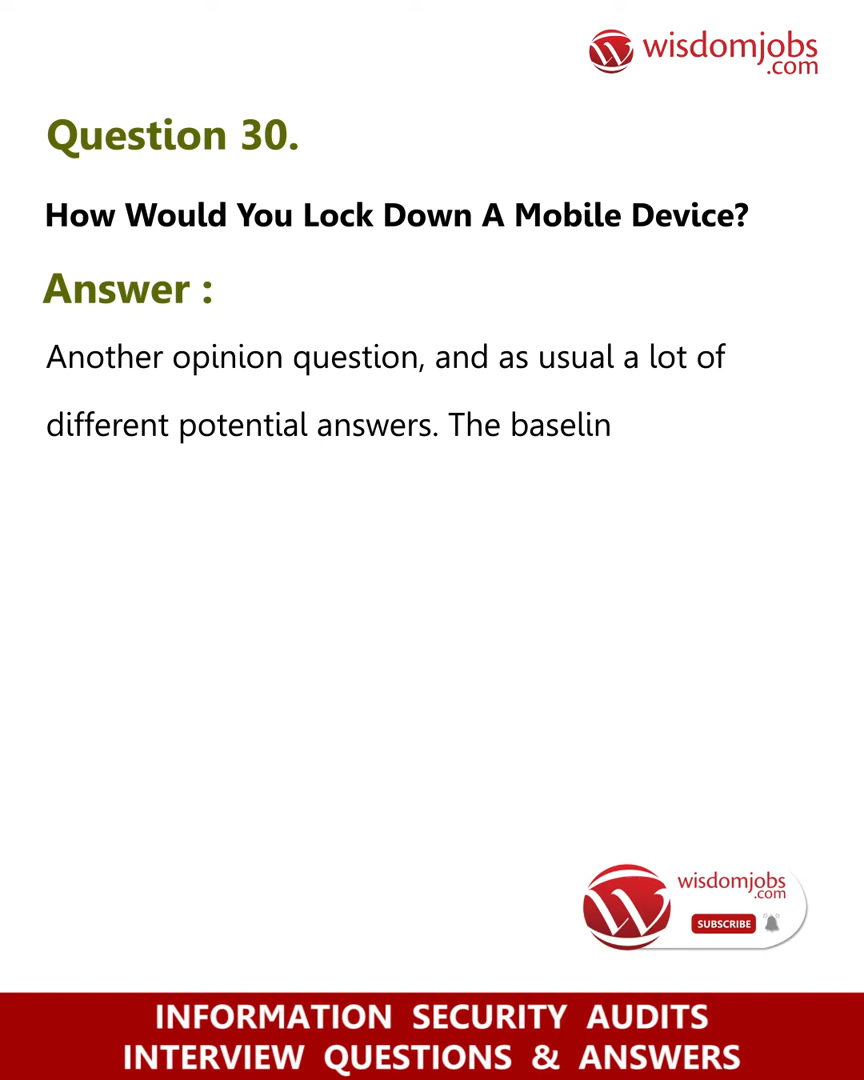 wisdomjobs
.com
Question 30.
How Would You Lock Down A Mobile Device?
Answer :
Another opinion question, and as usual a lot of
different potential answers. The baselin
wisdomjobs
.com
SUBSCRIBE
INFORMATION SECURITY AUDITS
INTERVIEW QUESTIONS & ANSWERS